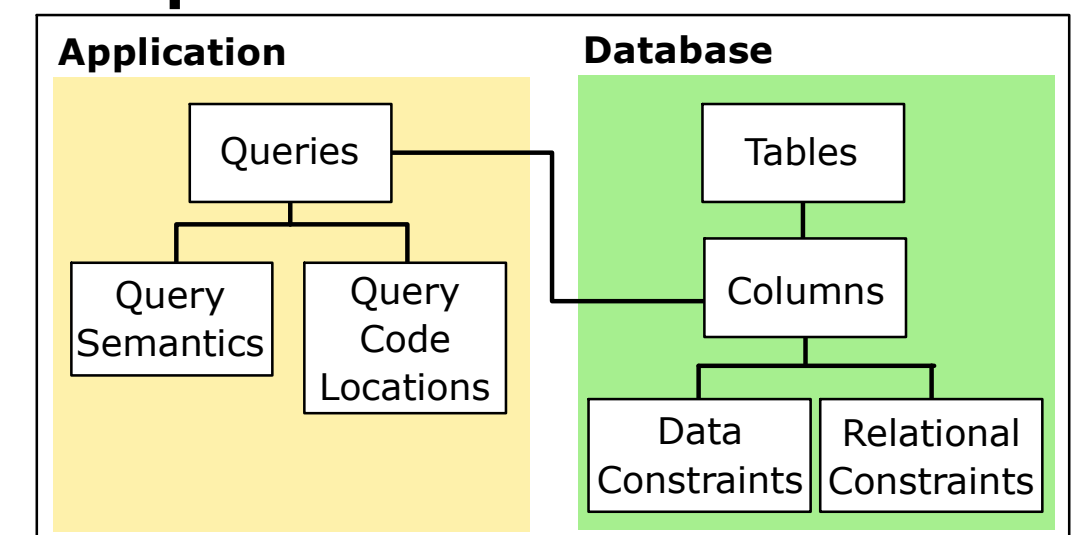 Application
Database
Queries
Tables
Query
Semantics
Query
Code
Locations
Columns
Data
Constraints
Relational
Constraints